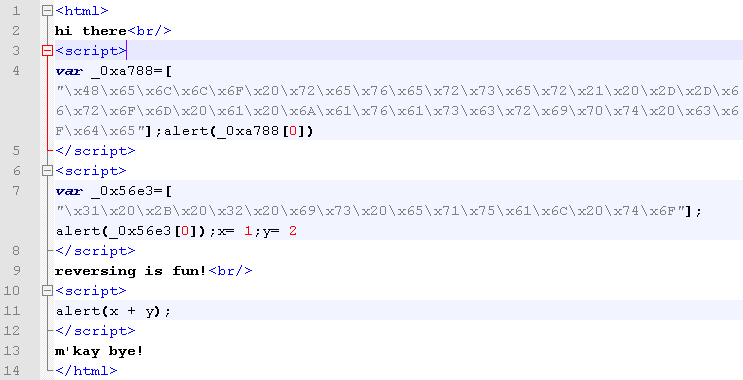 1 <html>
2 hi there<br/>
3 <script>
4 var _0xa788=[
"\x48\x65\x6C\x6C\x6F\x20\x72\x65\x76\x65\x72\x73\x65\x72\x21\x20\x2D\x2D\x6
6\x72\x6F\x6D\x20\x61\x20\x6A\x61\x76\x61\x73\x63\x72\x69\x70\x74\x20\x63\x6
F\x64\x65"];alert(_0xa788[0])
5 </script>
6 <script>
7 var _0x56e3=[
"\x31\x20\x2B\x20\x32\x20\x69\x73\x20\x65\x71\x75\x61\x6C\x20\x74\x6F"];
alert(_0x56e3[0]);x= 1;y= 2
8 </script>
9 reversing is fun!<br/>
10 <script>
11 alert(x + y);
12 </script>
13 m'kay bye!
14 </html>